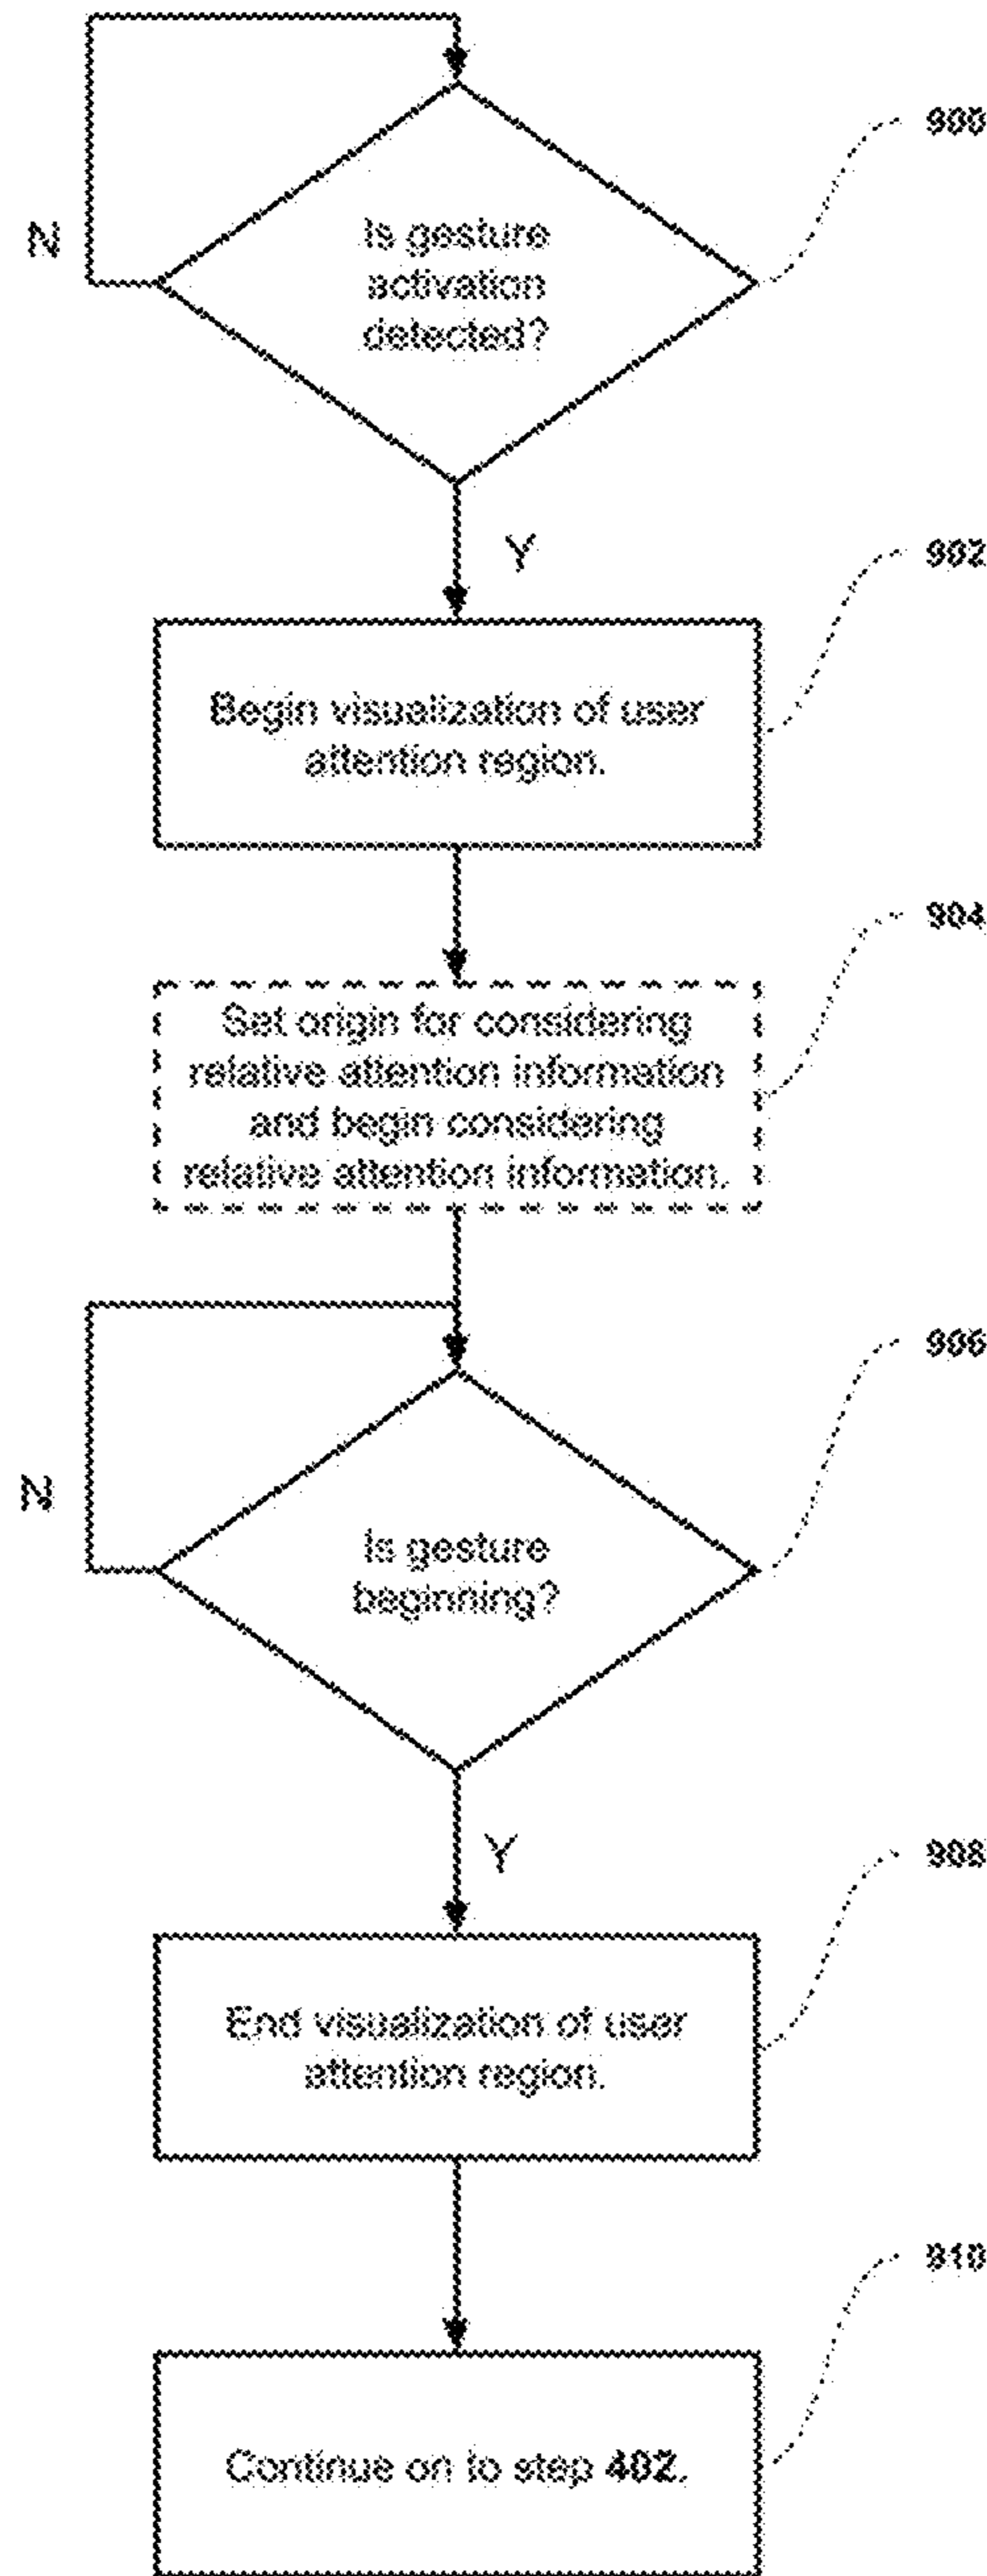 900
N
Is gesture
activation
detected?
Y
902
Begin visualization of user
attention region.
904
Set origin for considering
relative attention information
and begin considering
relative attention information.
906
N
Is gesture
beginning?
Y
908
End visualization of user
attention region.
910
Continue on to step 402.